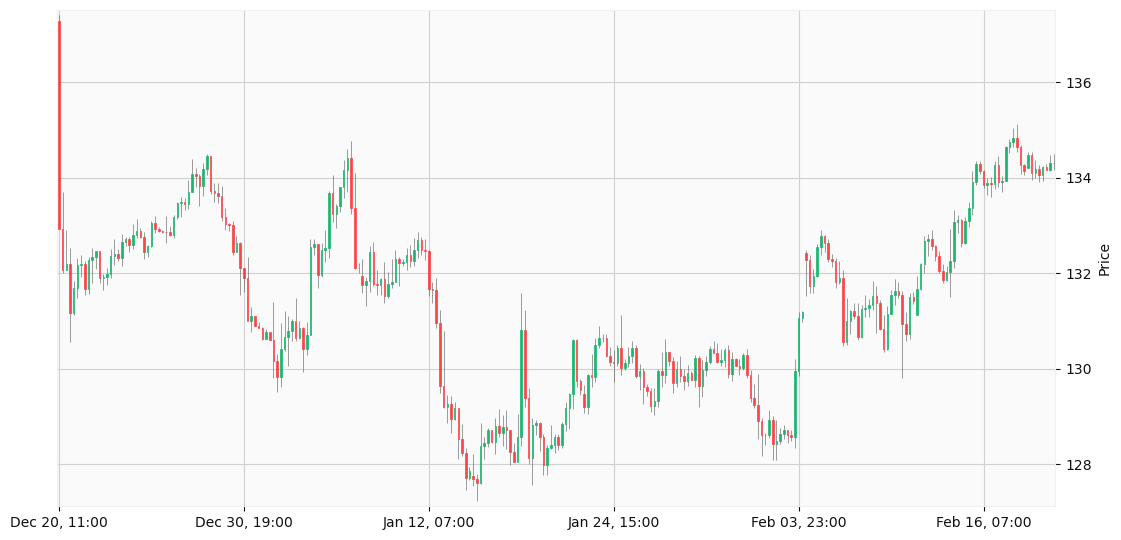 136
134
132
130
128
Price
Dec 20, 11:00
Dec 30, 19:00
Jan 12, 07:00
Jan 24, 15:00
Feb 03, 23:00
Feb 16, 07:00